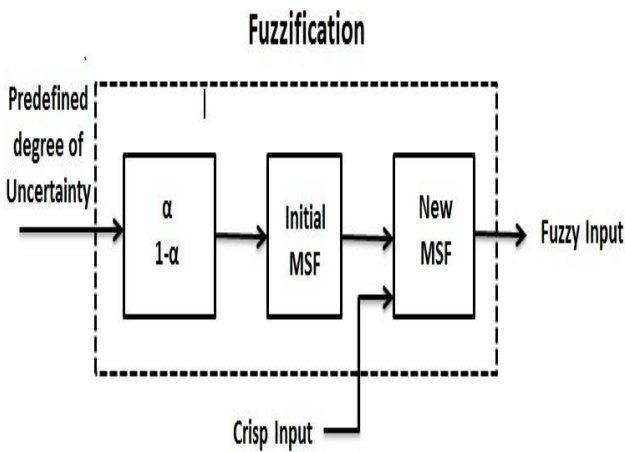 Fuzzification
Predefined
degree of
Uncertainty
α
1-α
Initial
MSF
New
MSF
Fuzzy Input
Crisp Input